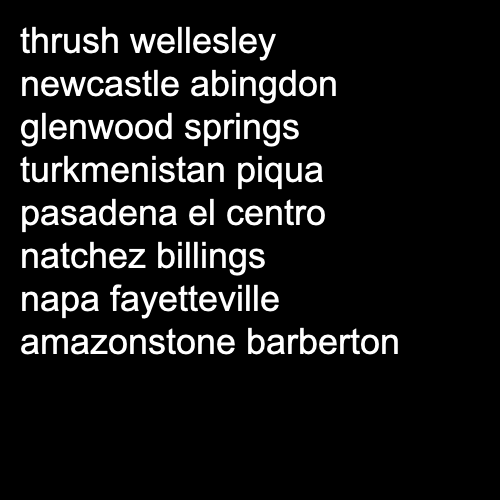 thrush wellesley
newcastle abingdon
glenwood springs
turkmenistan piqua
pasadena el centro
natchez billings
napa fayetteville
amazonstone barberton